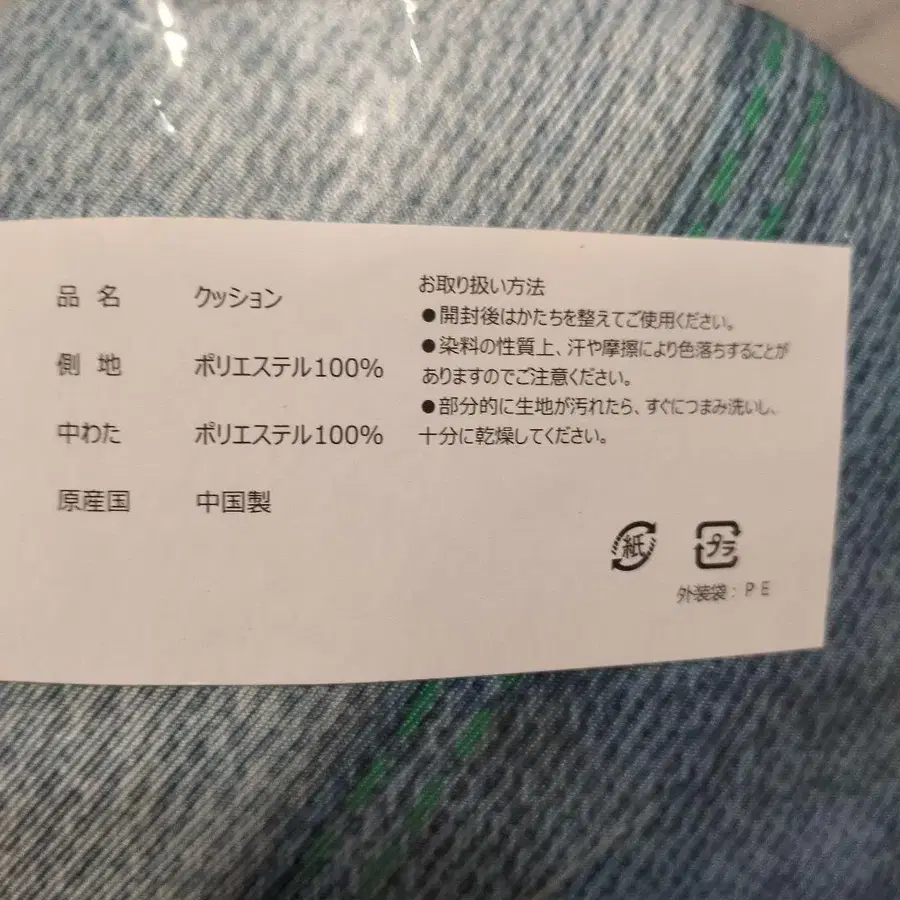 品名 クッション
側地 ポリエステル100%
中わた ポリエステル100%
原産国 中国製
お取り扱い方法
●開封後はかたちを整えてご使用ください。
●染料の性質上、汗や摩擦により色落ちすることが
ありますのでご注意ください。
●部分的に生地が汚れたら、すぐにつまみ洗いし、
十分に乾燥してください。
紙 プラ
外装袋：PE